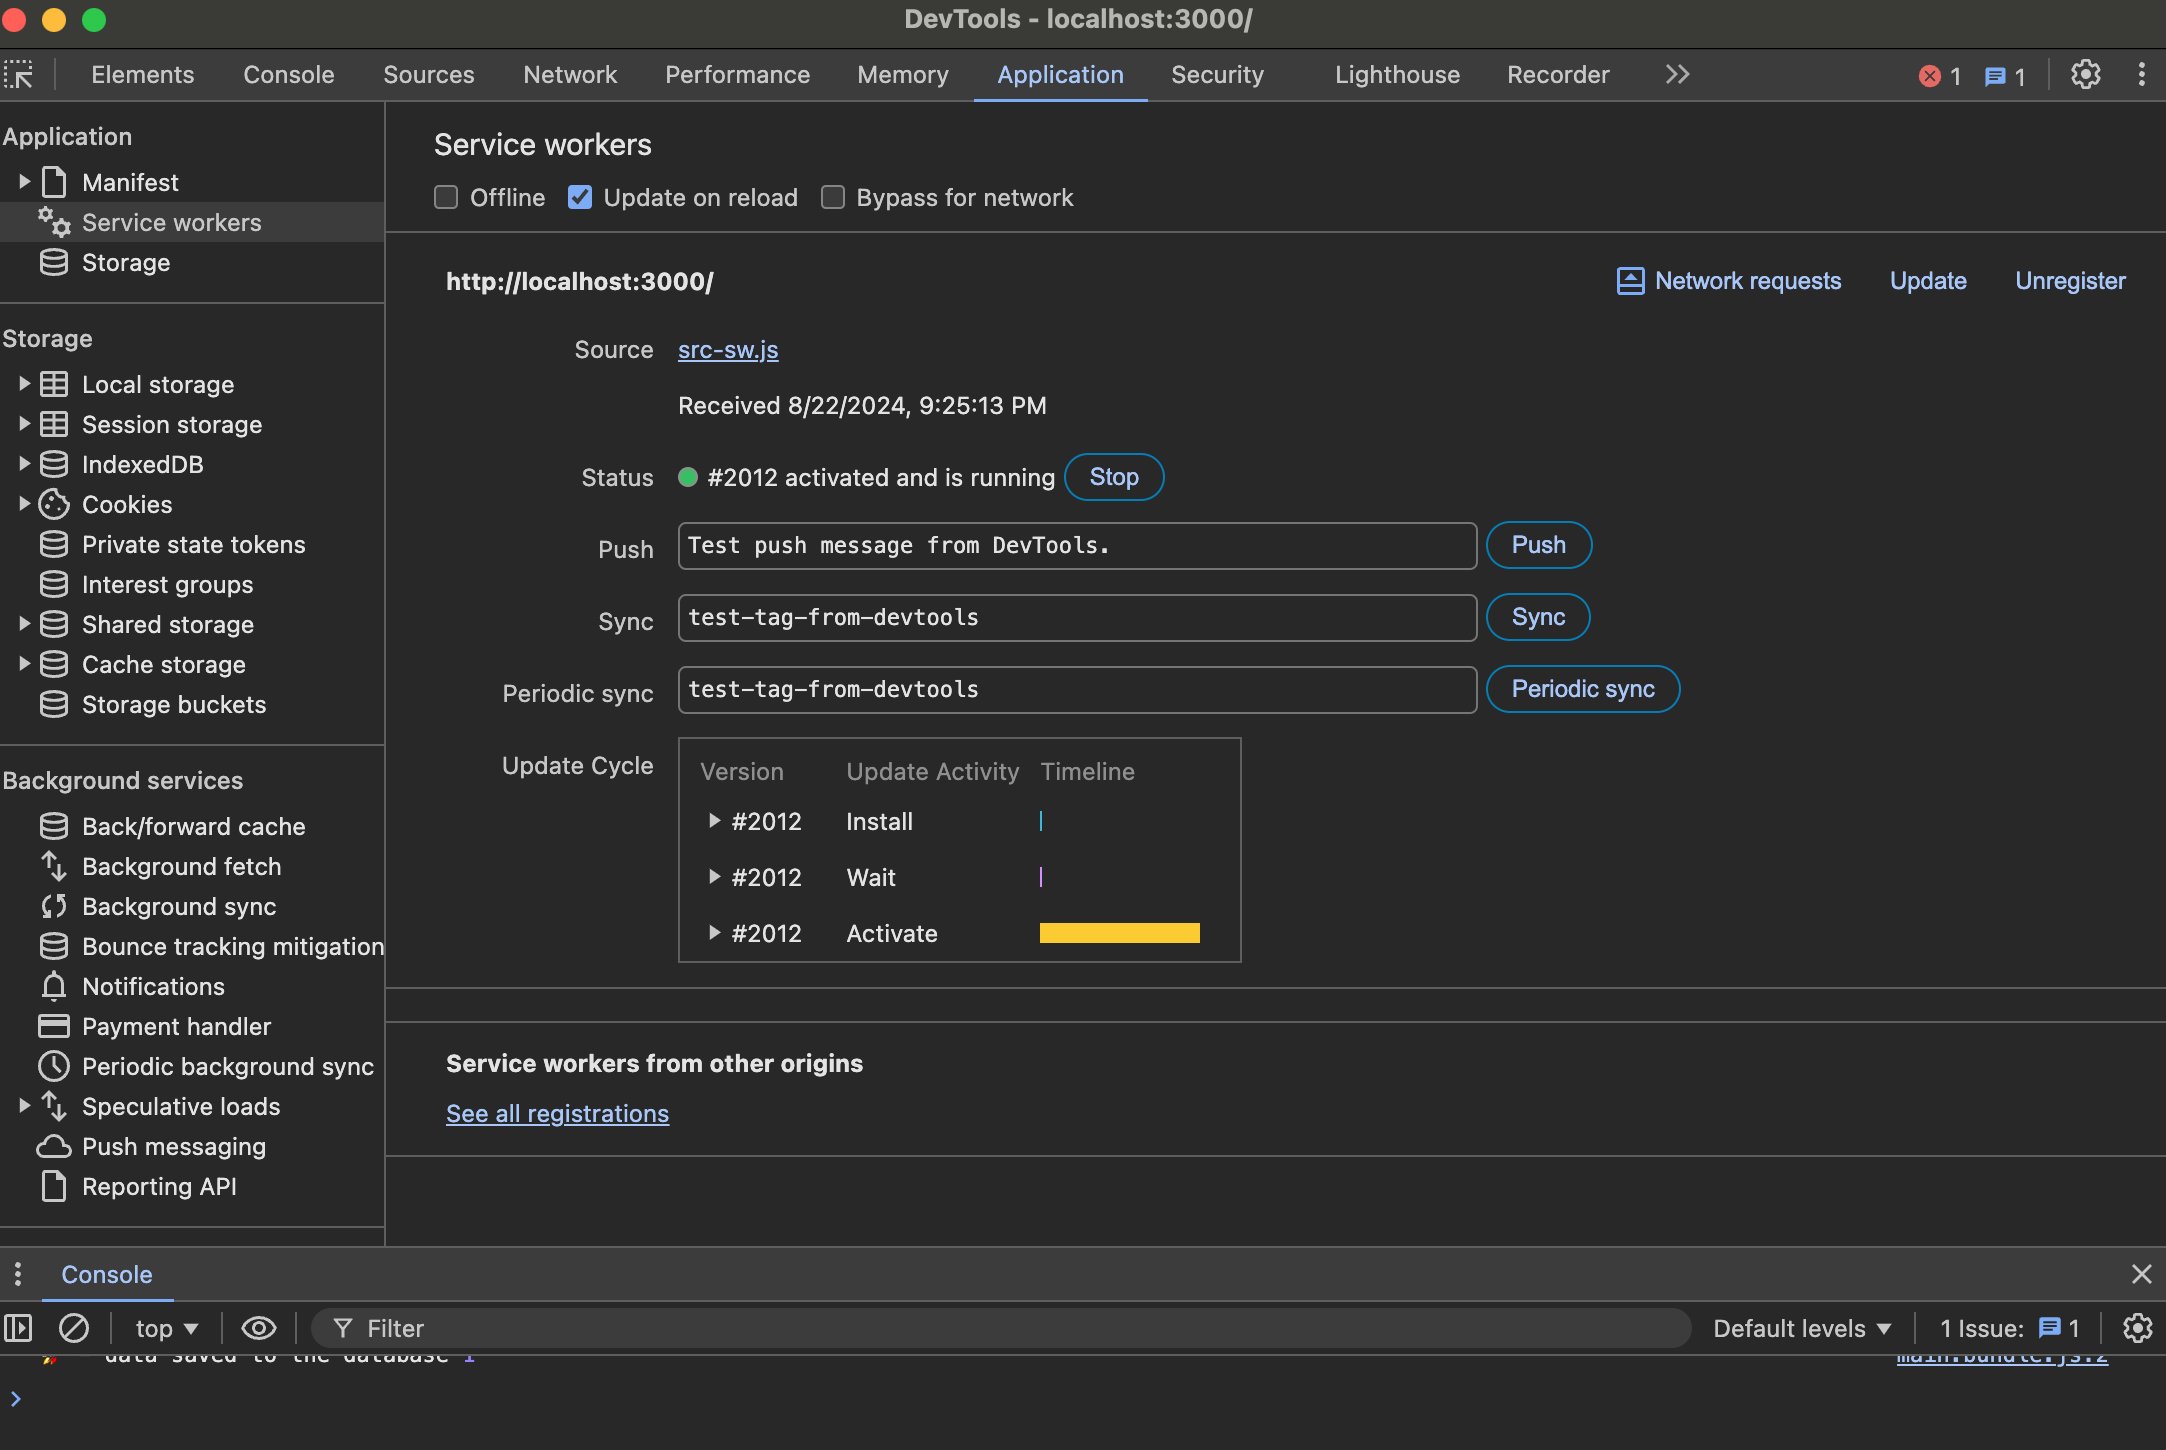 DevTools - localhost:3000/
Elements Console Sources Network Performance Memory Application Security Lighthouse Recorder 1 1
Application
Manifest
Service workers
Storage
Storage
Local storage
Session storage
IndexedDB
Cookies
Private state tokens
Interest groups
Shared storage
Cache storage
Storage buckets
Background services
Back/forward cache
Background fetch
Background sync
Bounce tracking mitigation
Notifications
Payment handler
Periodic background sync
Speculative loads
Push messaging
Reporting API
Service workers
Offline Update on reload Bypass for network
http://localhost:3000/ Network requests Update Unregister
Source src-sw.js
Received 8/22/2024, 9:25:13 PM
Status #2012 activated and is running Stop
Push Test push message from DevTools. Push
Sync test-tag-from-devtools Sync
Periodic sync test-tag-from-devtools Periodic sync
Update Cycle Version Update Activity Timeline
#2012 Install
#2012 Wait
#2012 Activate
Service workers from other origins
See all registrations
Console
top Filter Default levels 1 Issue: 1
data saved to the database 1 main.bundle.js:2